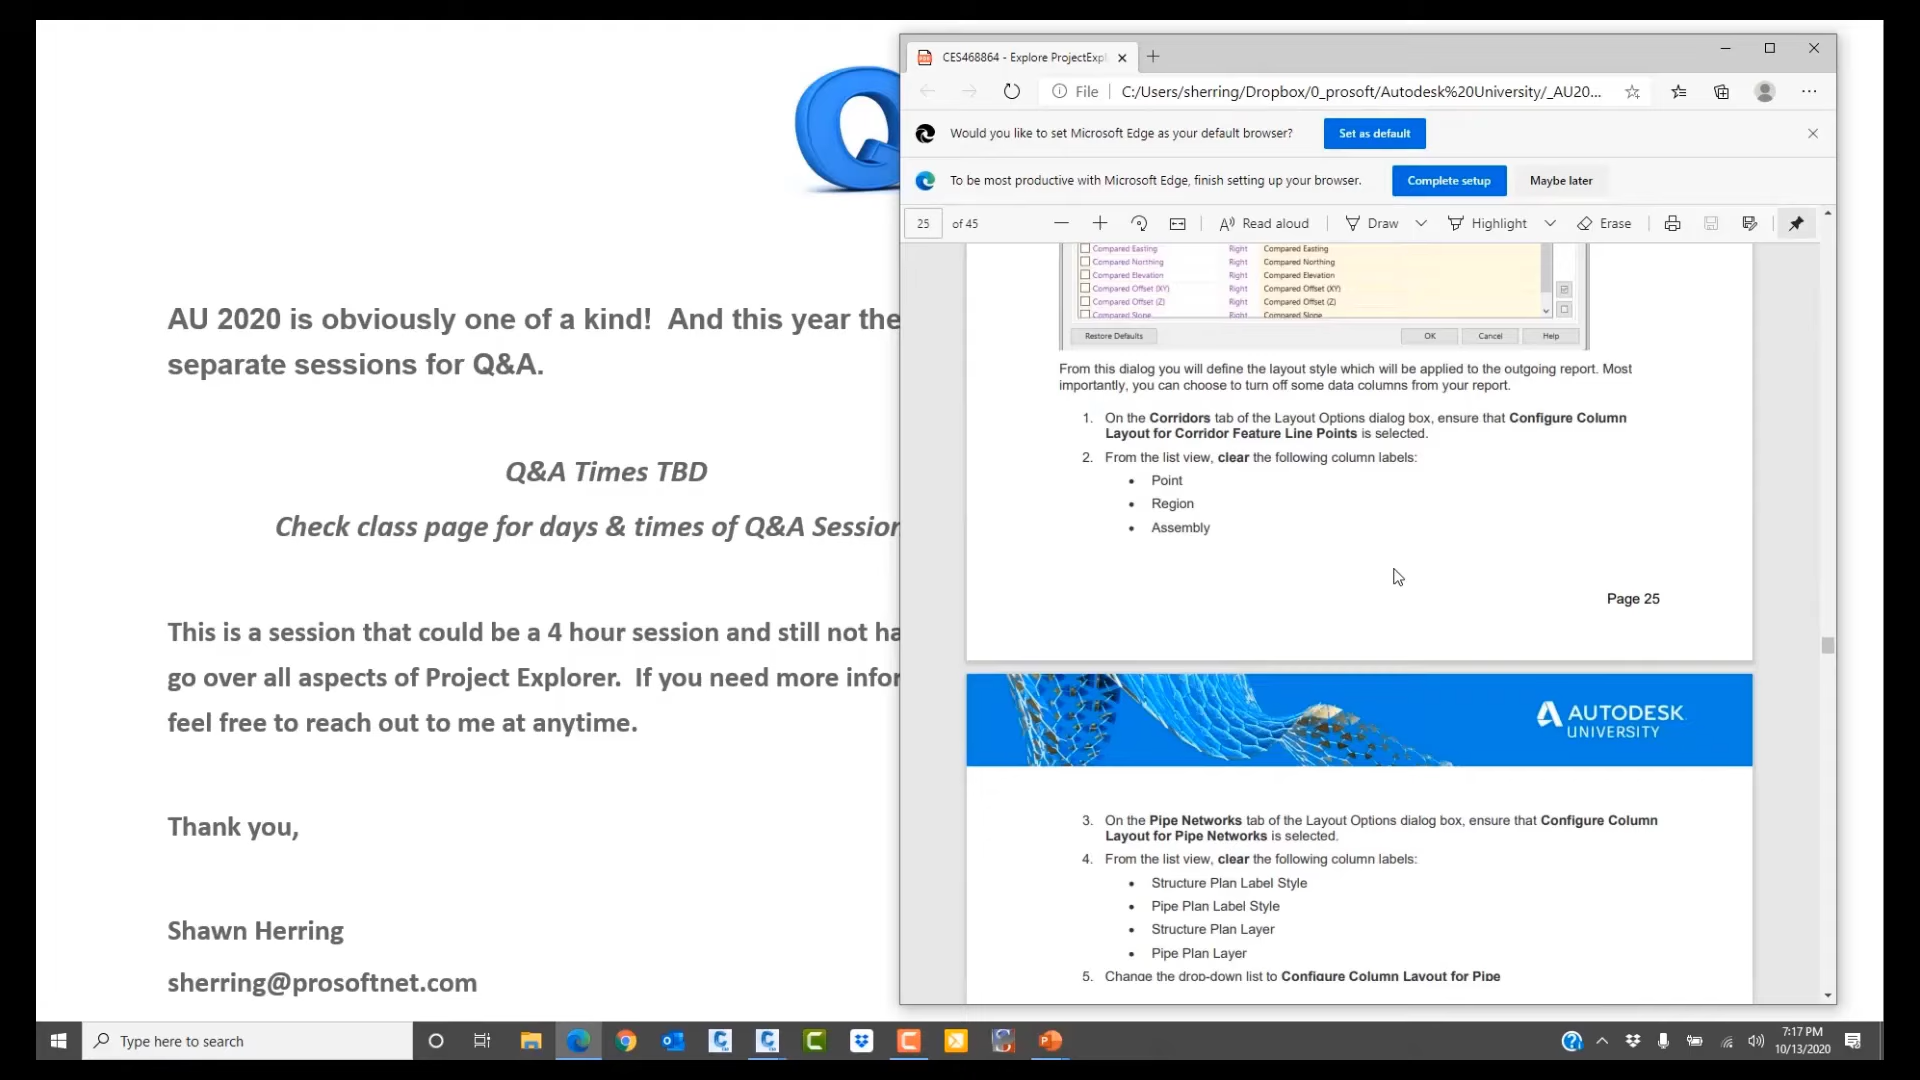 Q
AU 2020 is obviously one of a kind! And this year the
separate sessions for Q&A.
Q&A Times TBD
Check class page for days & times of Q&A Session
This is a session that could be a 4 hour session and still not ha
go over all aspects of Project Explorer. If you need more infor
feel free to reach out to me at anytime.
Thank you,
Shawn Herring
sherring@prosoftnet.com
CES468864 - Explore ProjectExpl
File C:/Users/sherring/Dropbox/0_prosoft/Autodesk%20University/_AU20...
Would you like to set Microsoft Edge as your default browser? Set as default
To be most productive with Microsoft Edge, finish setting up your browser. Complete setup Maybe later
25 of 45 Read aloud Draw Highlight Erase
Compared Easting Right Compared Easting
Compared Northing Right Compared Northing
Compared Elevation Right Compared Elevation
Compared Offset (XY) Right Compared Offset (XY)
Compared Offset (Z) Right Compared Offset (Z)
Compared Slope Right Compared Slope
Restore Defaults OK Cancel Help
From this dialog you will define the layout style which will be applied to the outgoing report. Most
importantly, you can choose to turn off some data columns from your report.
1. On the Corridors tab of the Layout Options dialog box, ensure that Configure Column
Layout for Corridor Feature Line Points is selected.
2. From the list view, clear the following column labels:
• Point
• Region
• Assembly
Page 25
AUTODESK
UNIVERSITY
3. On the Pipe Networks tab of the Layout Options dialog box, ensure that Configure Column
Layout for Pipe Networks is selected.
4. From the list view, clear the following column labels:
• Structure Plan Label Style
• Pipe Plan Label Style
• Structure Plan Layer
• Pipe Plan Layer
5. Change the drop-down list to Configure Column Layout for Pipe
Type here to search
7:17 PM
10/13/2020